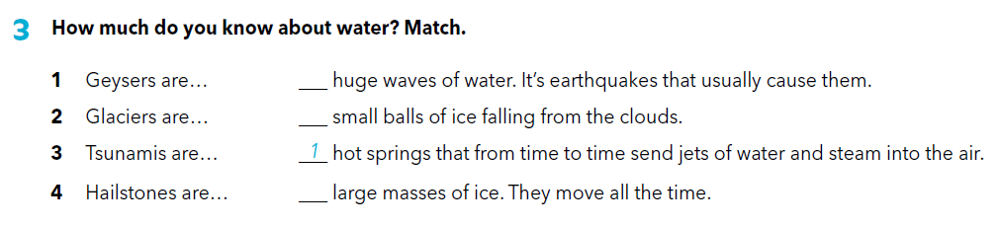 3 How much do you know about water? Match.
1 Geysers are… ___ huge waves of water. It's earthquakes that usually cause them.
2 Glaciers are… ___ small balls of ice falling from the clouds.
3 Tsunamis are… 1 hot springs that from time to time send jets of water and steam into the air.
4 Hailstones are… ___ large masses of ice. They move all the time.